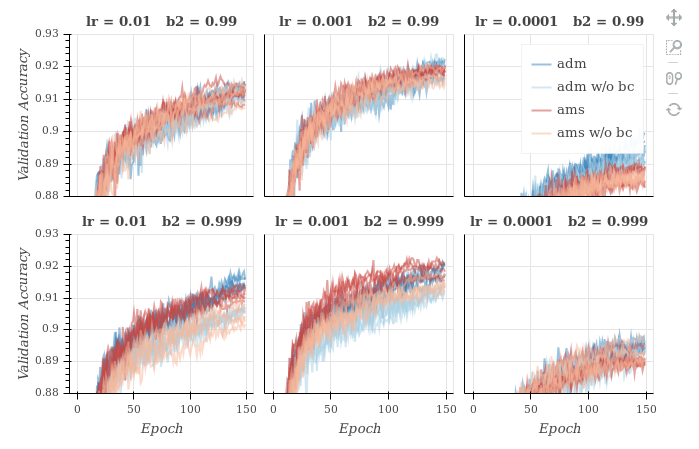 lr = 0.01 b2 = 0.99
lr = 0.001 b2 = 0.99
lr = 0.0001 b2 = 0.99
Validation Accuracy
0.93
0.92
0.91
0.9
0.89
0.88
adm
adm w/o bc
ams
ams w/o bc
lr = 0.01 b2 = 0.999
lr = 0.001 b2 = 0.999
lr = 0.0001 b2 = 0.999
Validation Accuracy
0.93
0.92
0.91
0.9
0.89
0.88
0 50 100 150
0 50 100 150
0 50 100 150
Epoch
Epoch
Epoch